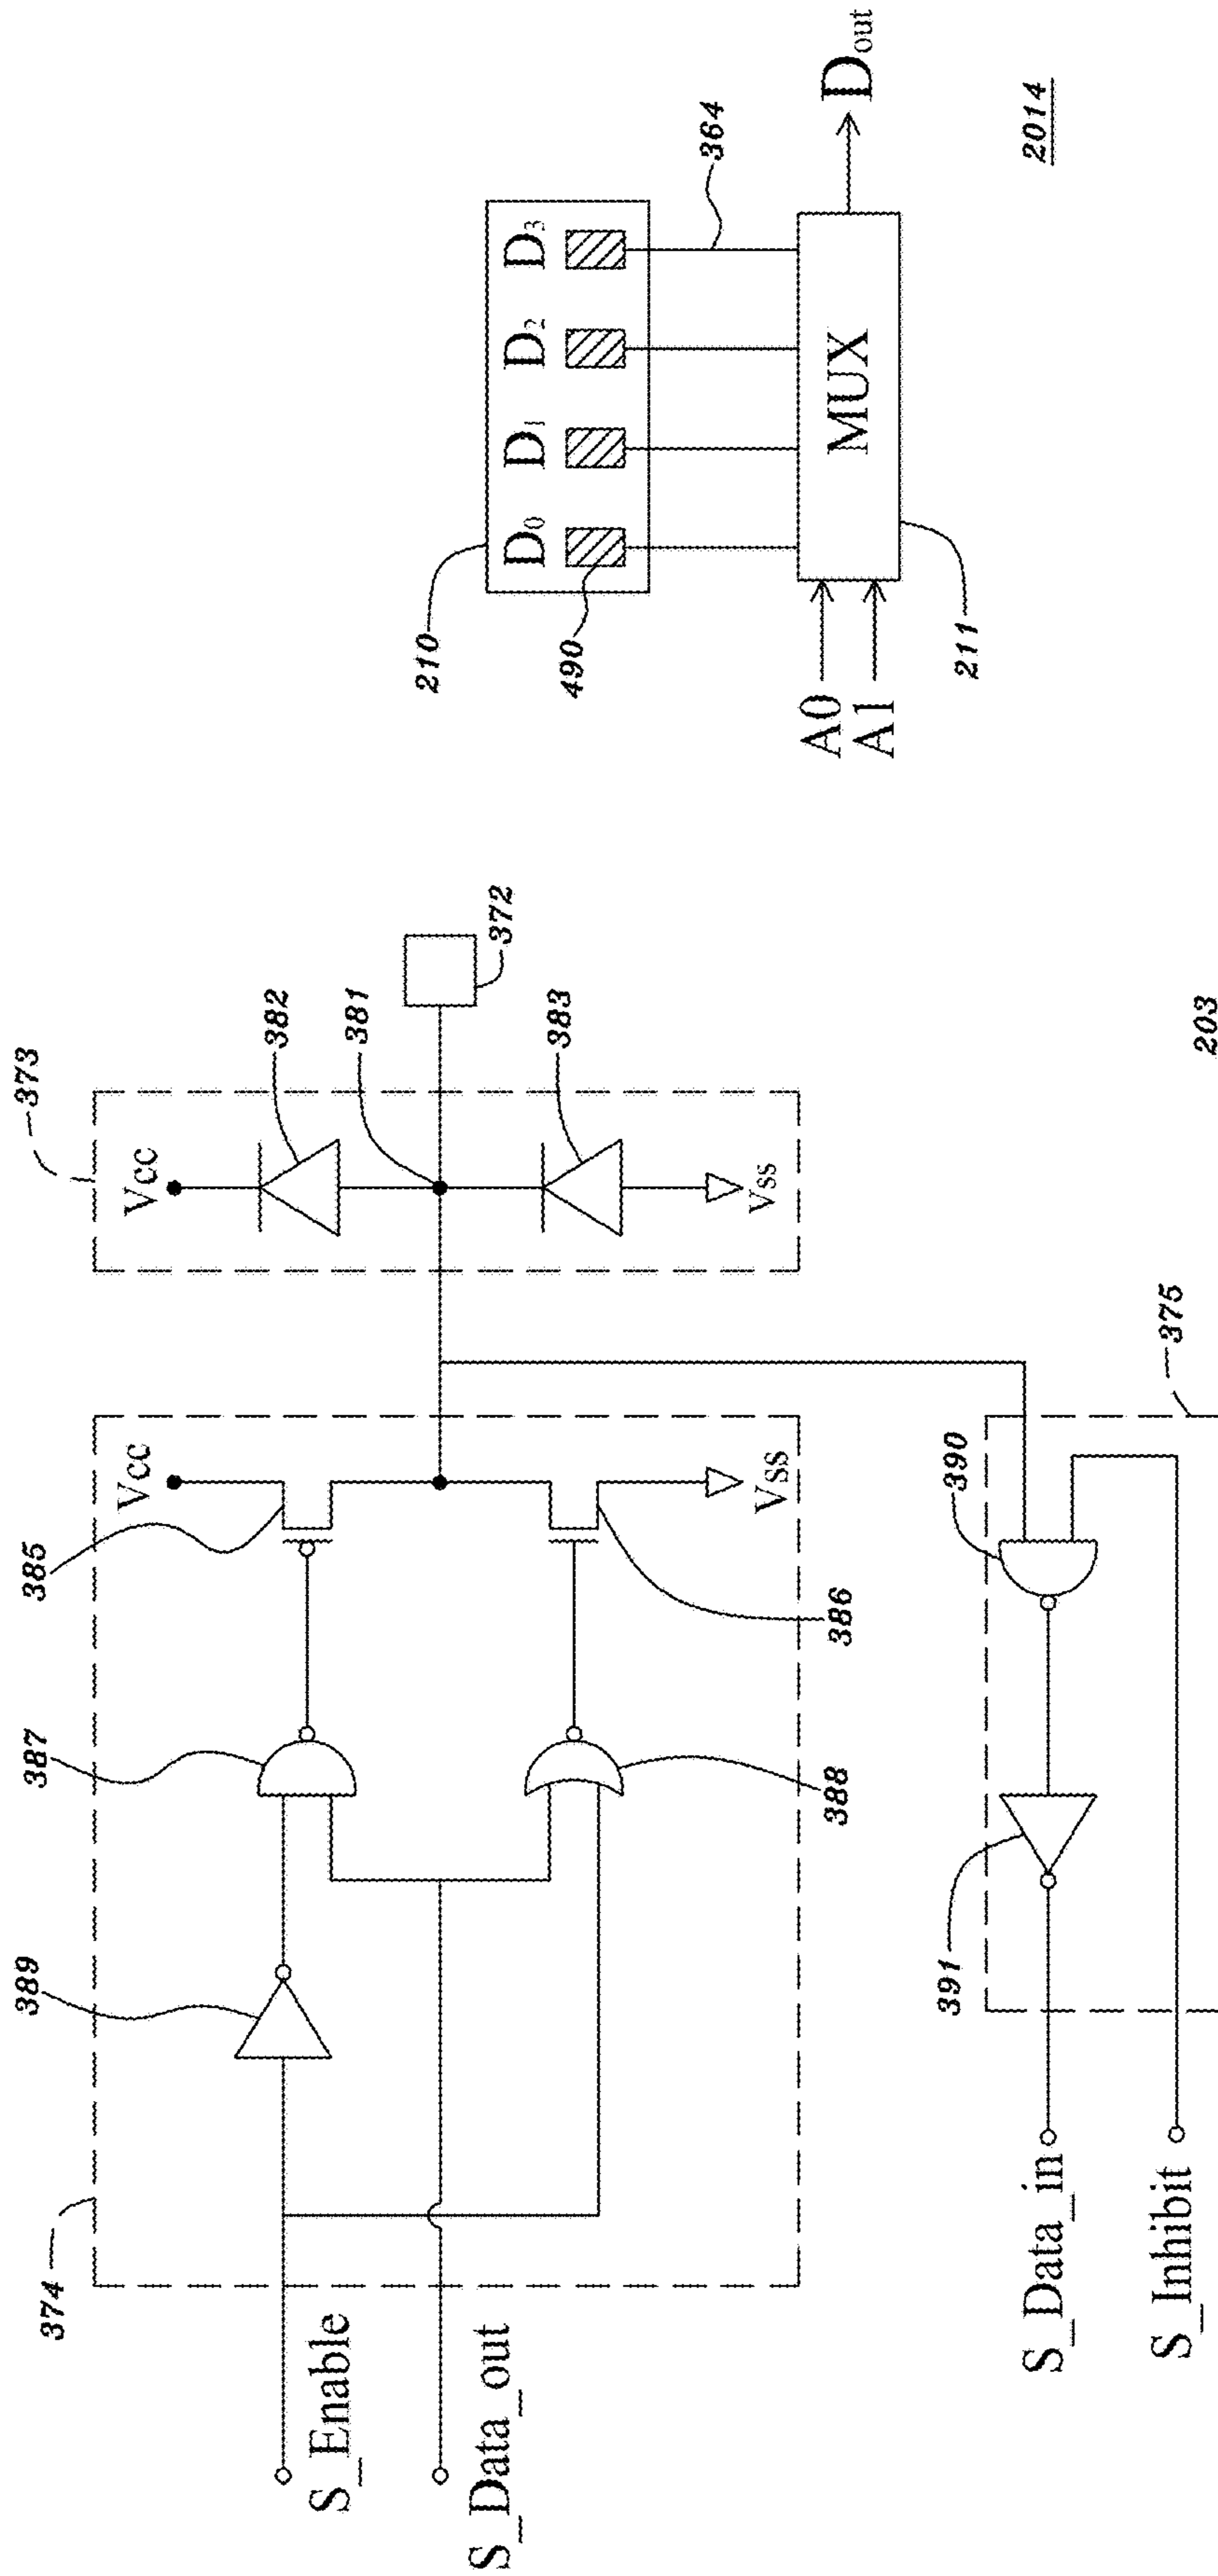 373
Vcc
382
381
372
383
Vss
374
Vcc
385
387
389
386
388
Vss
S_Enable
S_Data_out
390
375
391
S_Data_in
S_Inhibit
203
210
D0 D1 D2 D3
490
364
A0
A1
MUX
Dout
211
2014